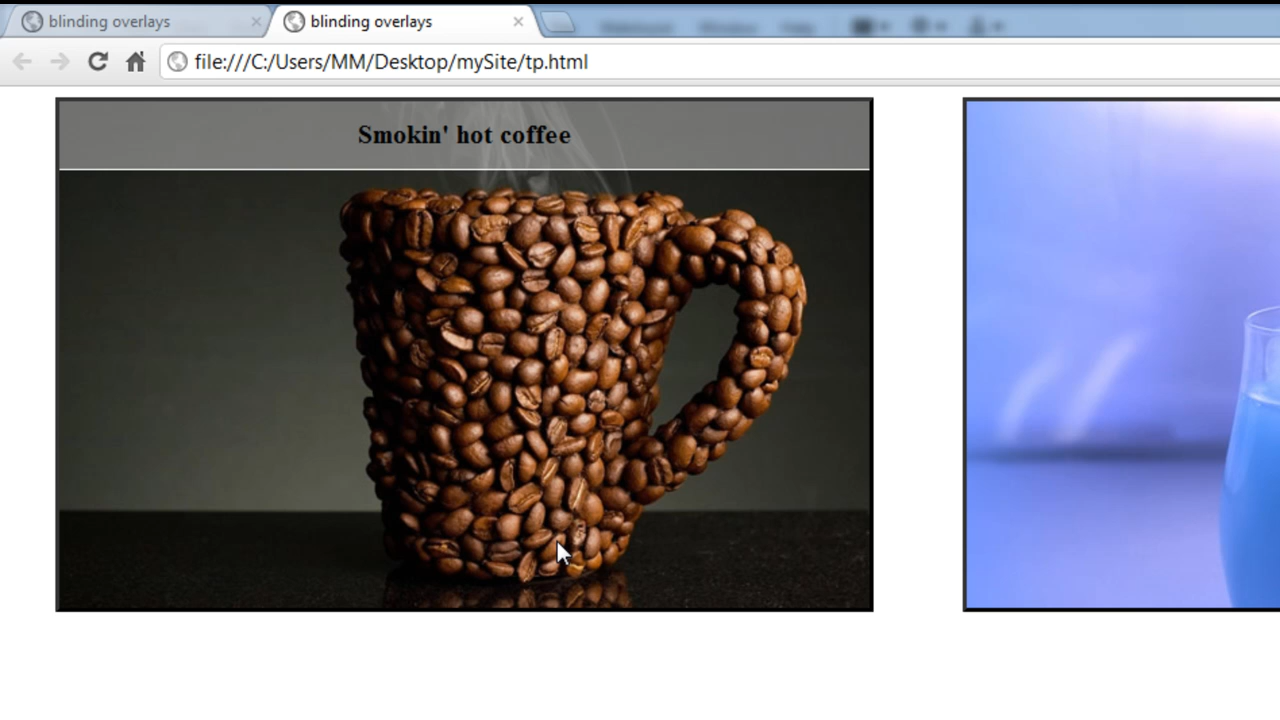 blinding overlays
blinding overlays
file:///C:/Users/MM/Desktop/mySite/tp.html
Smokin' hot coffee